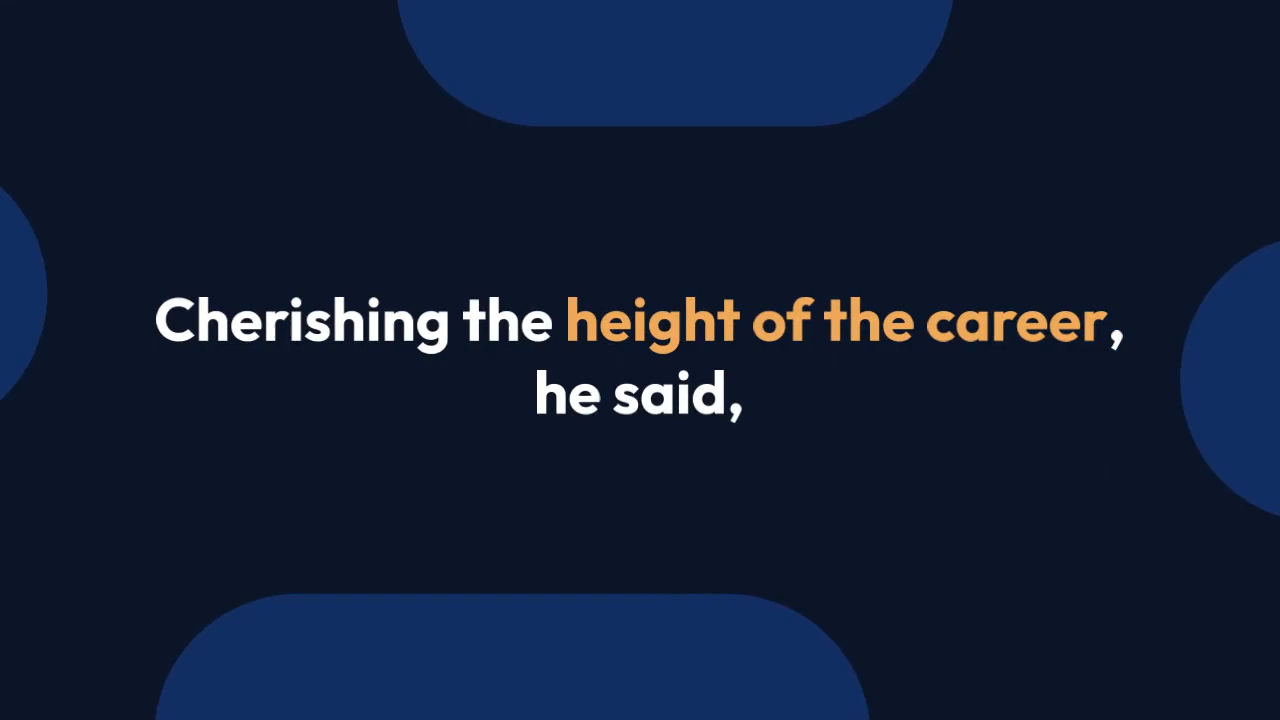 Cherishing the height of the career,
he said,